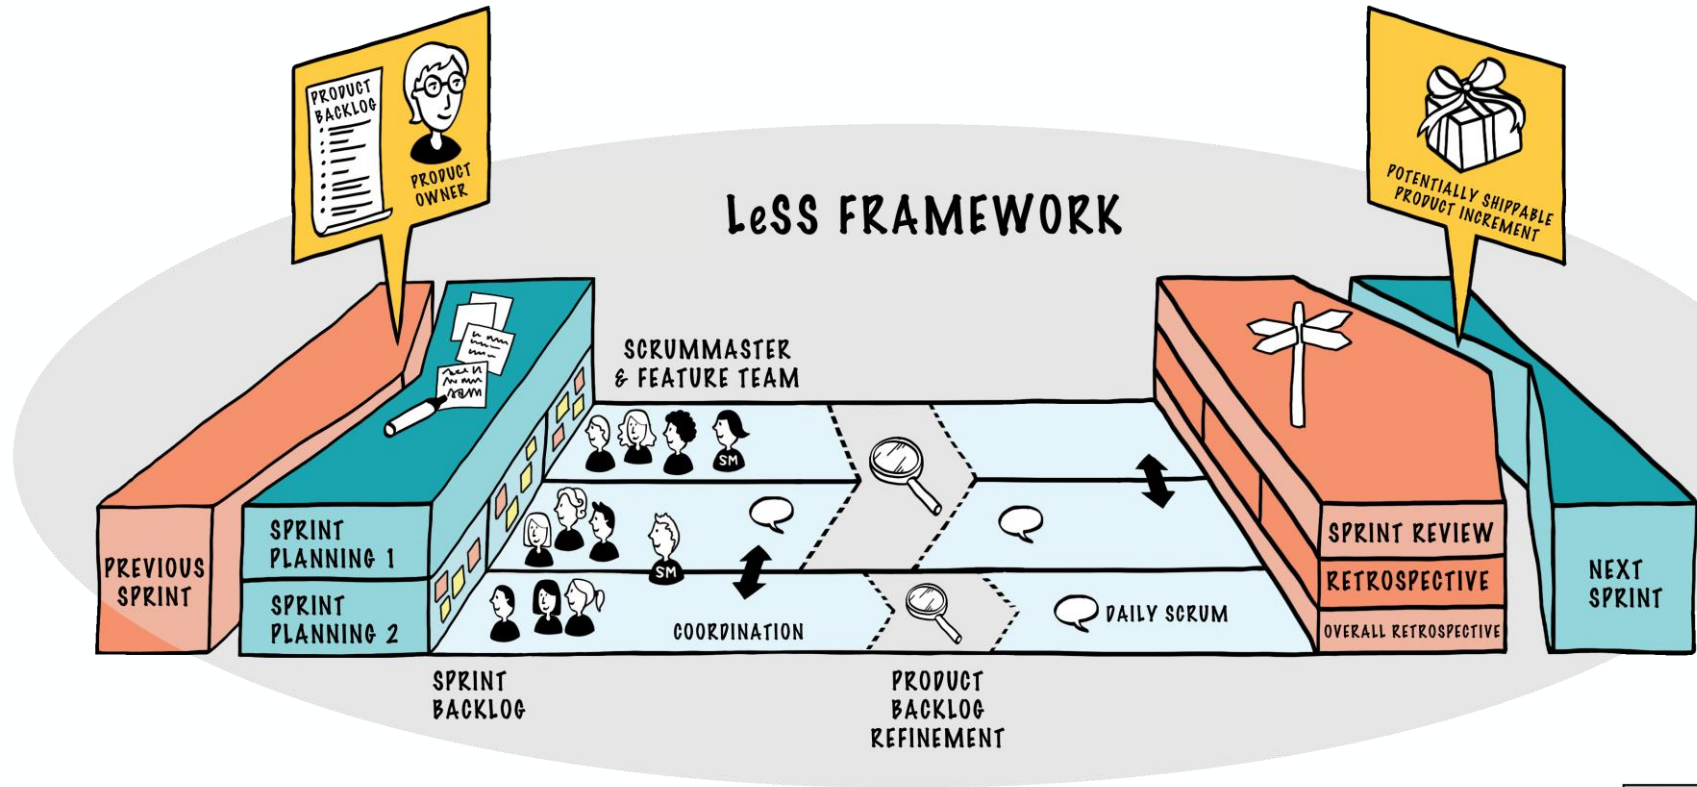 PRODUCT
BACKLOG
PRODUCT
OWNER
LeSS FRAMEWORK
POTENTIALLY SHIPPABLE
PRODUCT INCREMENT
SCRUMMASTER
& FEATURE TEAM
SM
SM
PREVIOUS
SPRINT
SPRINT
PLANNING 1
SPRINT
PLANNING 2
COORDINATION
DAILY SCRUM
SPRINT REVIEW
RETROSPECTIVE
OVERALL RETROSPECTIVE
NEXT
SPRINT
SPRINT
BACKLOG
PRODUCT
BACKLOG
REFINEMENT